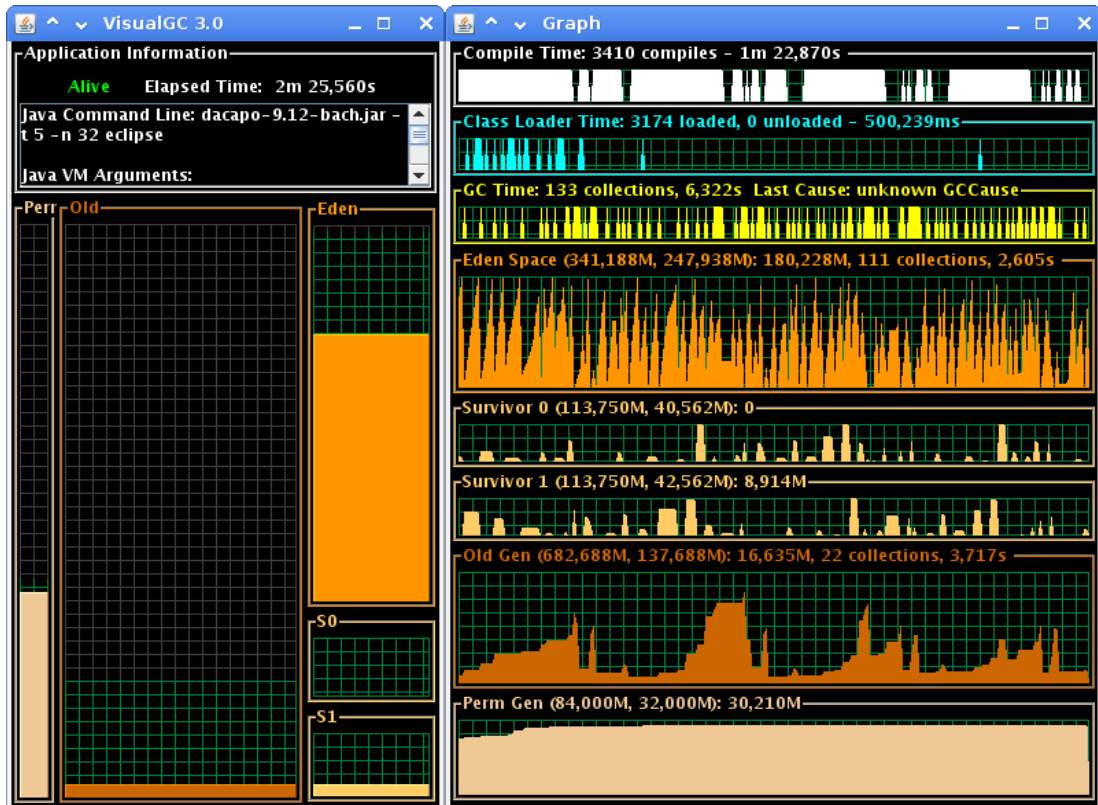 VisualGC 3.0
Application Information
Alive Elapsed Time: 2m 25,560s
Java Command Line: dacapo-9.12-bach.jar -
t 5 -n 32 eclipse
Java VM Arguments:
Perr
Old
Eden
S0
S1
Graph
Compile Time: 3410 compiles - 1m 22,870s
Class Loader Time: 3174 loaded, 0 unloaded - 500,239ms
GC Time: 133 collections, 6,322s Last Cause: unknown GCCause
Eden Space (341,188M, 247,938M): 180,228M, 111 collections, 2,605s
Survivor 0 (113,750M, 40,562M): 0
Survivor 1 (113,750M, 42,562M): 8,914M
Old Gen (682,688M, 137,688M): 16,635M, 22 collections, 3,717s
Perm Gen (84,000M, 32,000M): 30,210M